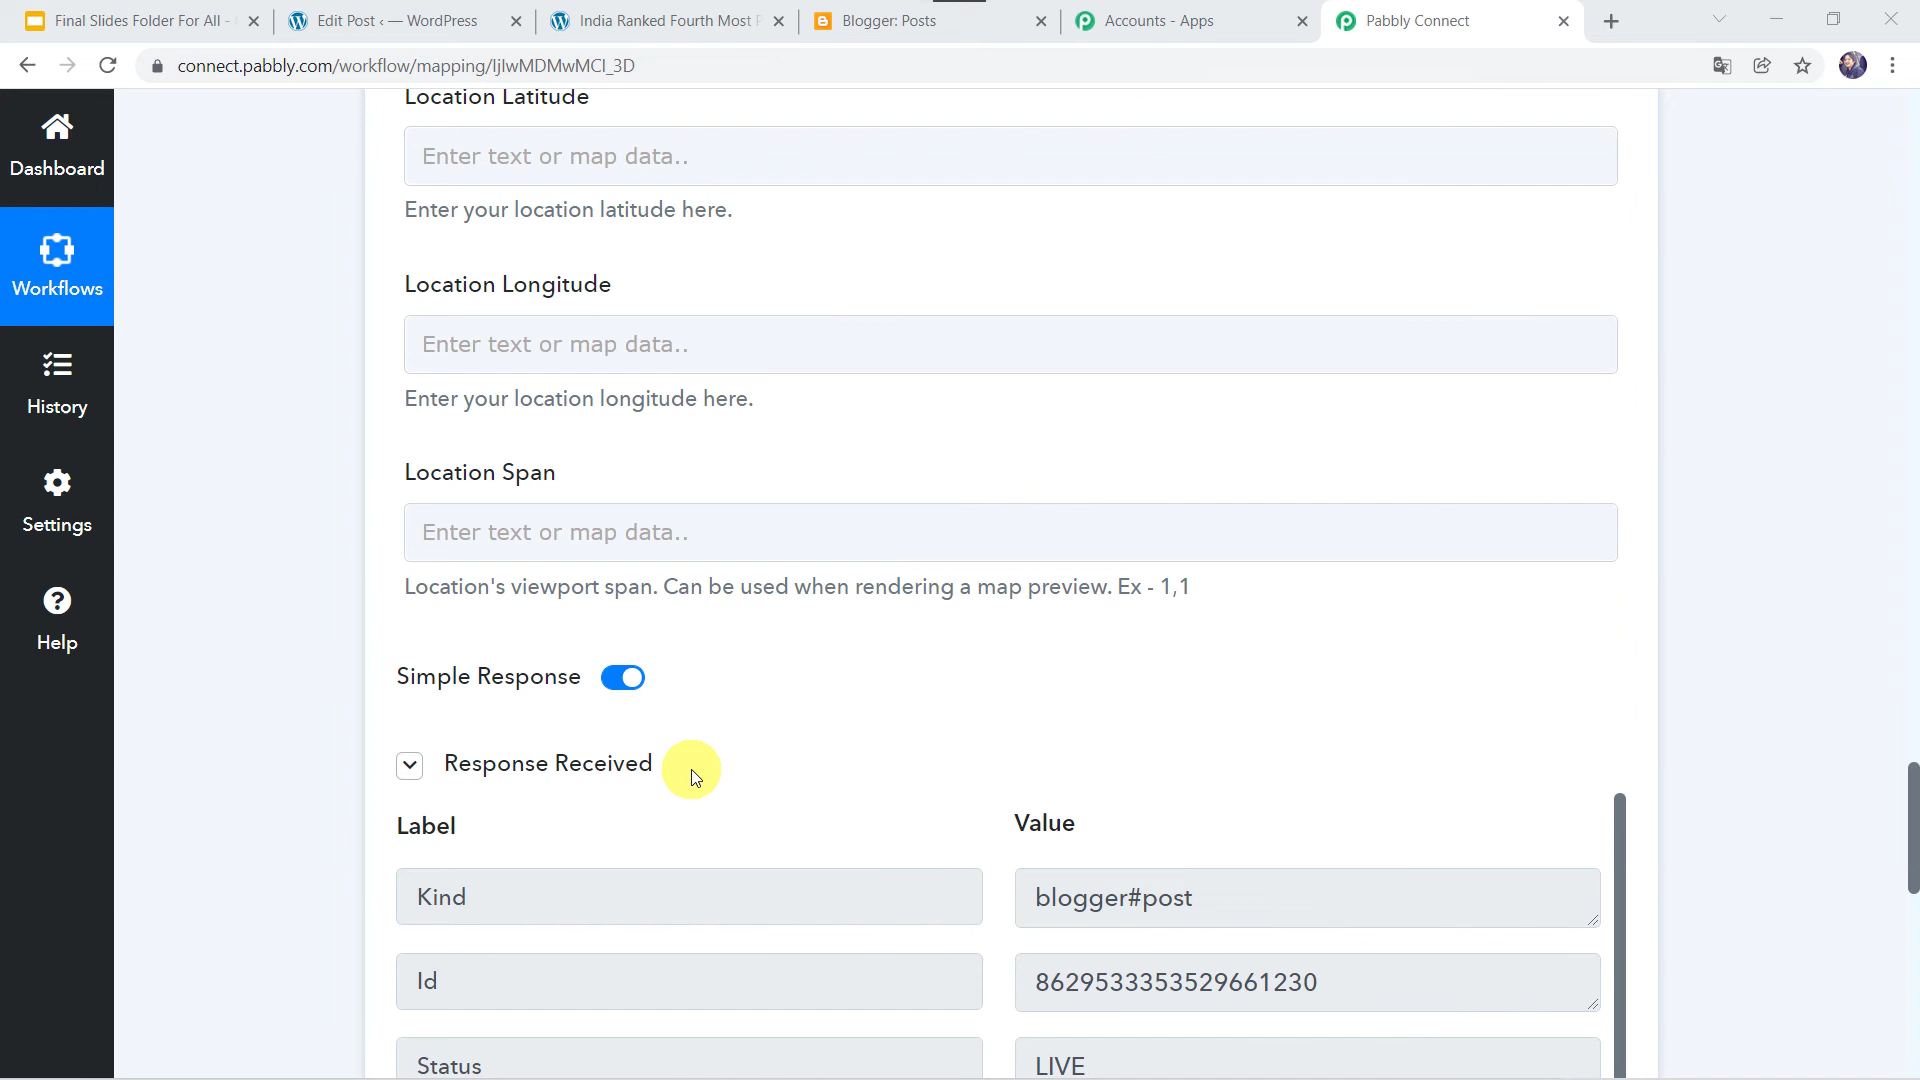 Final Slides Folder For All -
Edit Post ‹ — WordPress
India Ranked Fourth Most P
Blogger: Posts
Accounts - Apps
Pabbly Connect
connect.pabbly.com/workflow/mapping/IjIwMDMwMCI_3D
Dashboard
Workflows
History
Settings
Help
Location Latitude
Enter text or map data..
Enter your location latitude here.
Location Longitude
Enter text or map data..
Enter your location longitude here.
Location Span
Enter text or map data..
Location's viewport span. Can be used when rendering a map preview. Ex - 1,1
Simple Response
Response Received
Label Value
Kind blogger#post
Id 8629533353529661230
Status LIVE